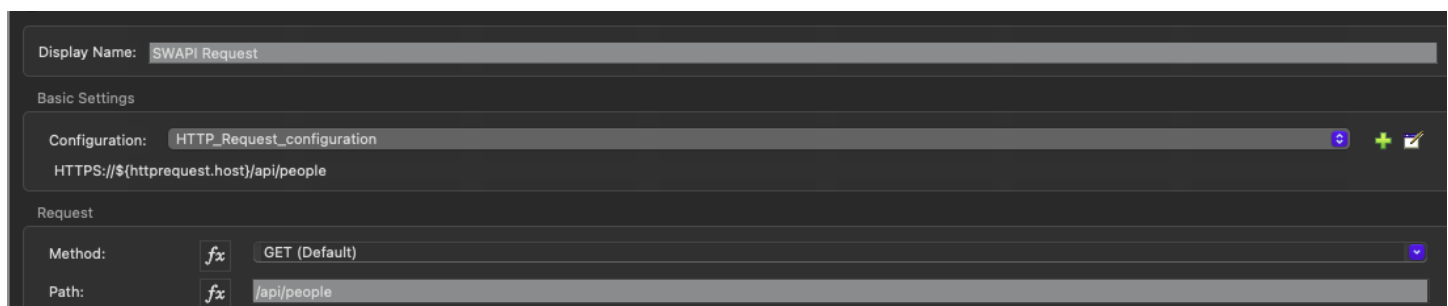 Display Name: SWAPI Request
Basic Settings
Configuration: HTTP_Request_configuration
HTTPS://${httprequest.host}/api/people
Request
Method: fx GET (Default)
Path: fx /api/people